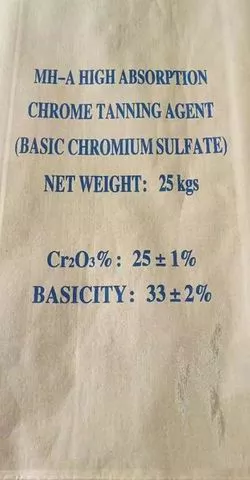 MH-A HIGH ABSORPTION
CHROME TANNING AGENT
(BASIC CHROMIUM SULFATE)
NET WEIGHT: 25 kgs
Cr₂O₃%: 25 ± 1%
BASICITY: 33 ± 2%